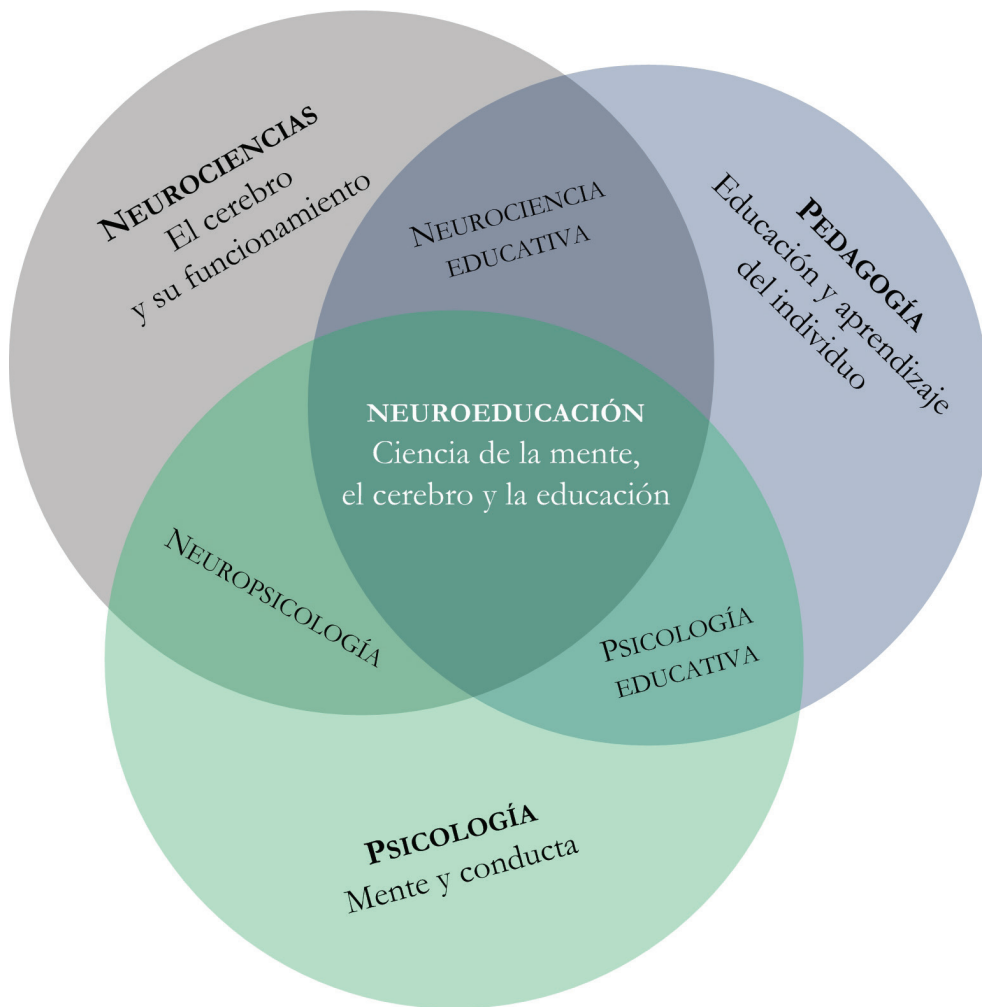 NEUROCIENCIAS
El cerebro
y su funcionamiento
NEUROCIENCIA
EDUCATIVA
PEDAGOGÍA
Educación y aprendizaje
del individuo
NEUROEDUCACIÓN
Ciencia de la mente,
el cerebro y la educación
NEUROPSICOLOGÍA
PSICOLOGÍA
EDUCATIVA
PSICOLOGÍA
Mente y conducta